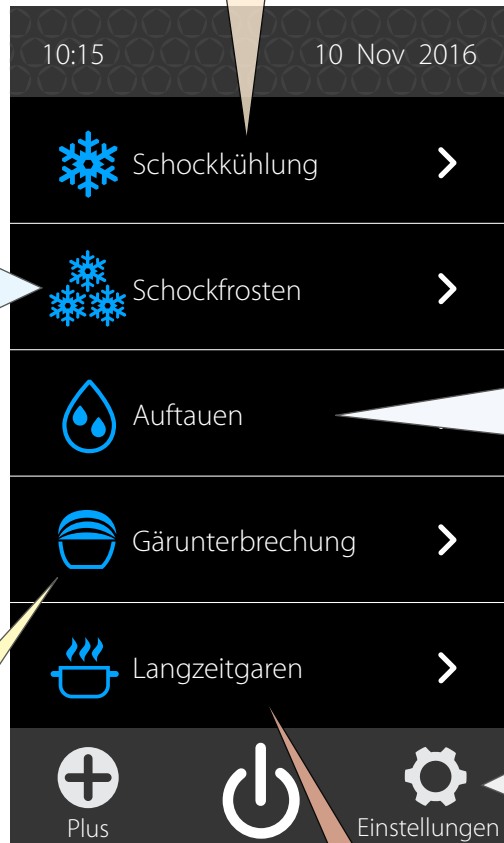 10:15 10 Nov 2016
Schockkühlung
Schockfrosten
Auftauen
Gärunterbrechung
Langzeitgaren
Plus Einstellungen